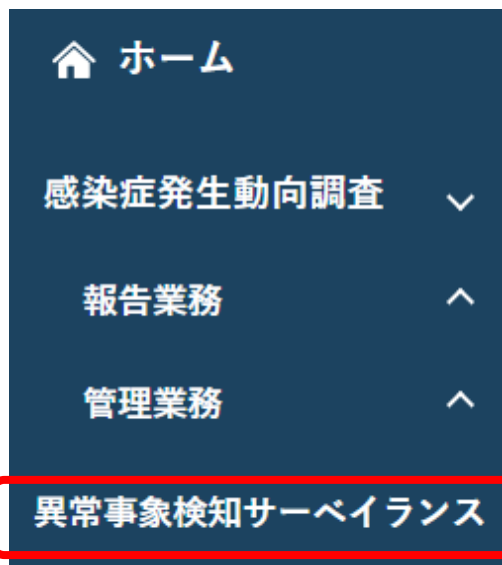 ホーム
感染症発生動向調査
報告業務
管理業務
異常事象検知サーベイランス